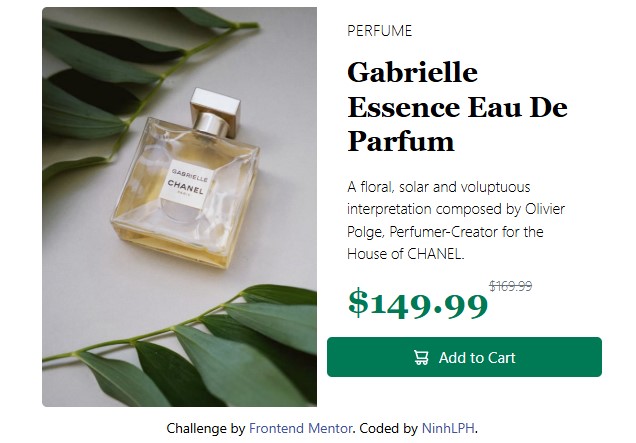 PERFUME
Gabrielle
Essence Eau De
Parfum
A floral, solar and voluptuous
interpretation composed by Olivier
Polge, Perfumer-Creator for the
House of CHANEL.
$149.99 $169.99
Add to Cart
GABRIELLE
CHANEL
PARIS
Challenge by Frontend Mentor. Coded by NinhLPH.